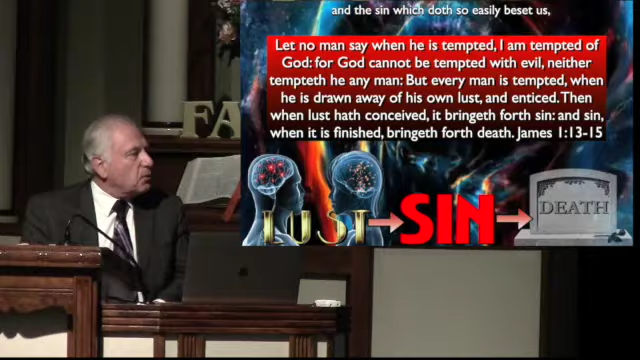 and the sin which doth so easily beset us,
Let no man say when he is tempted, I am tempted of
God: for God cannot be tempted with evil, neither
tempteth he any man: But every man is tempted, when
he is drawn away of his own lust, and enticed. Then
when lust hath conceived, it bringeth forth sin: and sin,
when it is finished, bringeth forth death. James 1:13-15
FA
LUST SIN DEATH